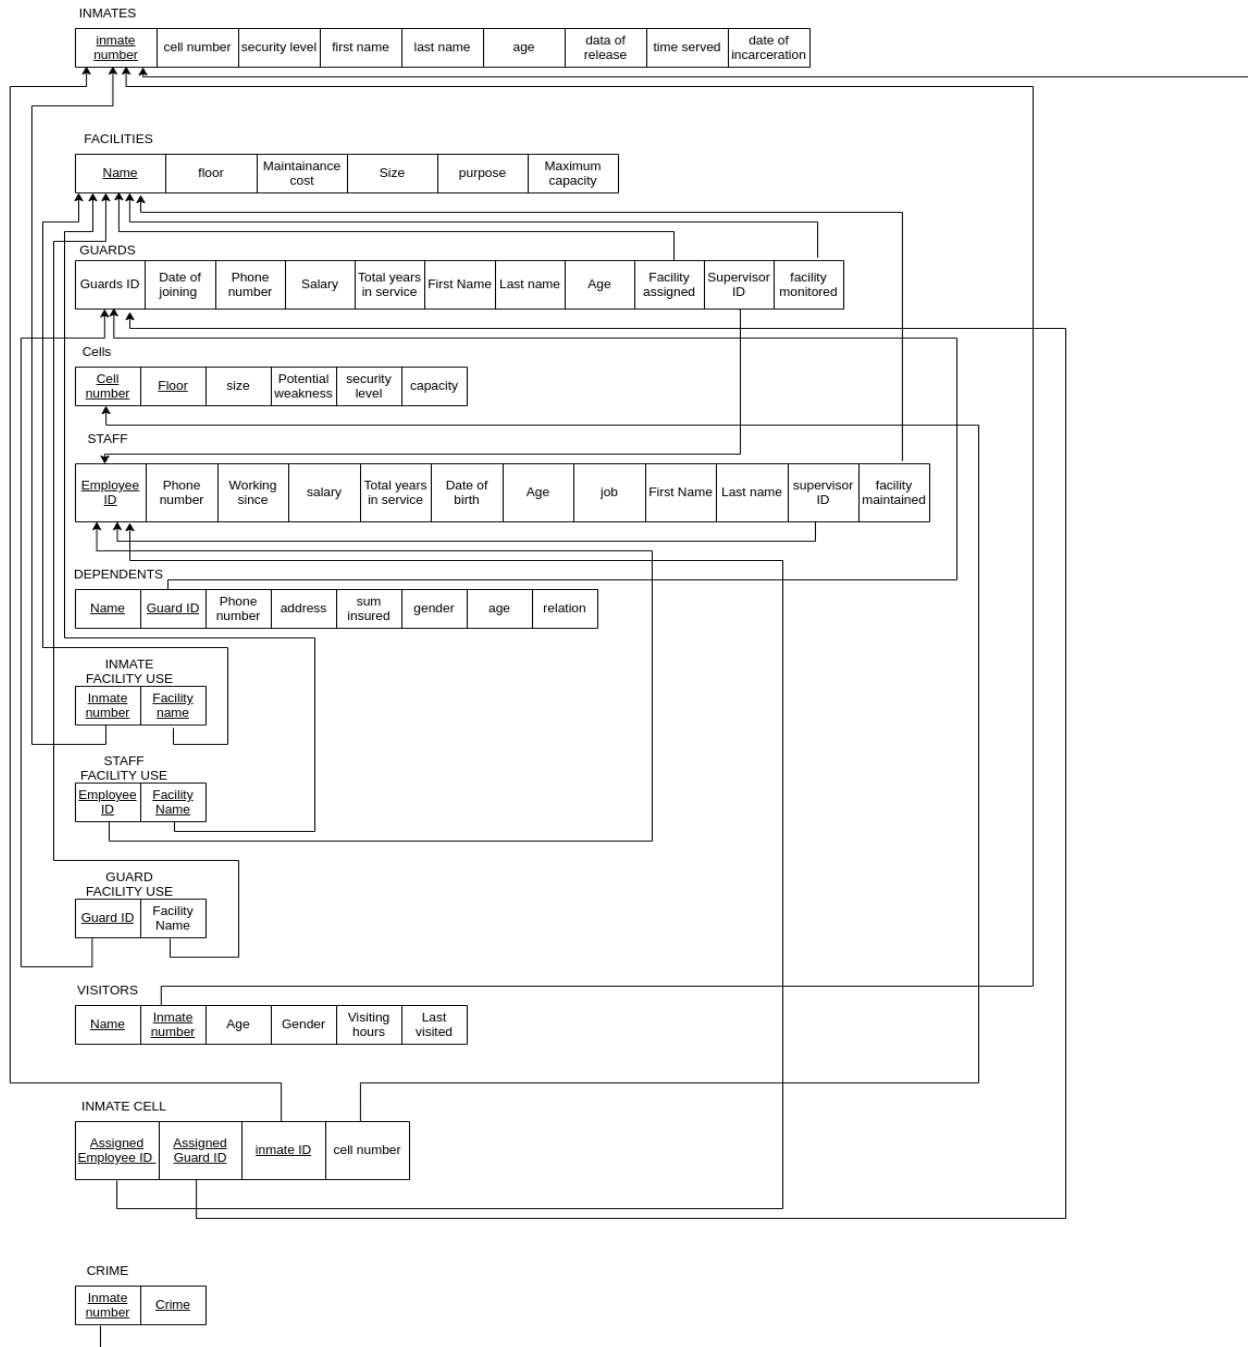 INMATES
inmate
number
cell number
security level
first name
last name
age
data of
release
time served
date of
incarceration
FACILITIES
Name
floor
Maintainance
cost
Size
purpose
Maximum
capacity
GUARDS
Guards ID
Date of
joining
Phone
number
Salary
Total years
in service
First Name
Last name
Age
Facility
assigned
Supervisor
ID
facility
monitored
Cells
Cell
number
Floor
size
Potential
weakness
security
level
capacity
STAFF
Employee
ID
Phone
number
Working
since
salary
Total years
in service
Date of
birth
Age
job
First Name
Last name
supervisor
ID
facility
maintained
DEPENDENTS
Name
Guard ID
Phone
number
address
sum
insured
gender
age
relation
INMATE
FACILITY USE
Inmate
number
Facility
name
STAFF
FACILITY USE
Employee
ID
Facility
Name
GUARD
FACILITY USE
Guard ID
Facility
Name
VISITORS
Name
Inmate
number
Age
Gender
Visiting
hours
Last
visited
INMATE CELL
Assigned
Employee ID
Assigned
Guard ID
inmate ID
cell number
CRIME
Inmate
number
Crime